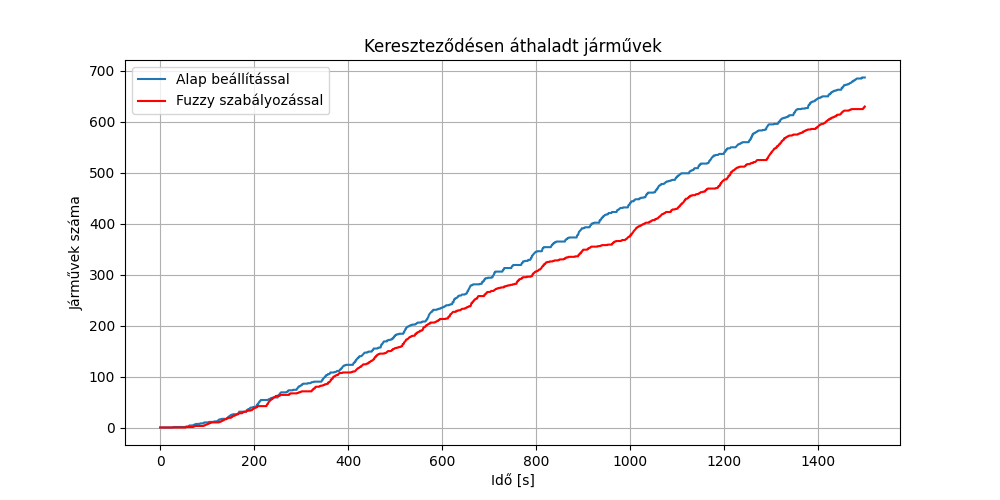 Kereszteződésen áthaladt járművek
Alap beállítással
Fuzzy szabályozással
Járművek száma
700
600
500
400
300
200
100
0
0 200 400 600 800 1000 1200 1400
Idő [s]